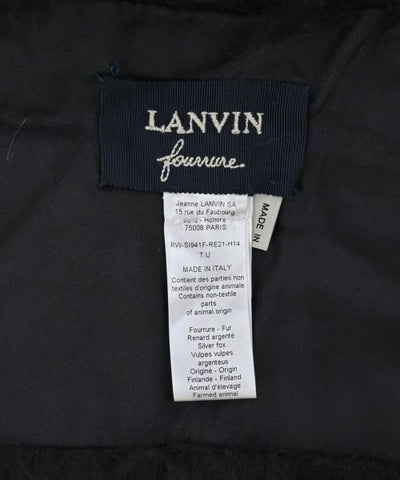 LANVIN
fourrure
Jeanne LANVIN SA
15 rue du Faubourg
Saint - Honoré
75008 PARIS
RW-SI941F-RE21-H14
T.U
MADE IN ITALY
Contient des parties non
textiles d'origine animale
Contains non-textile
parts
of animal origin
Fourrure - Fur
Renard argenté
Silver fox
Vulpes vulpes
argenteus
Origine - Origin
Finlande - Finland
Animal d'élevage
Farmed animal
MADE IN